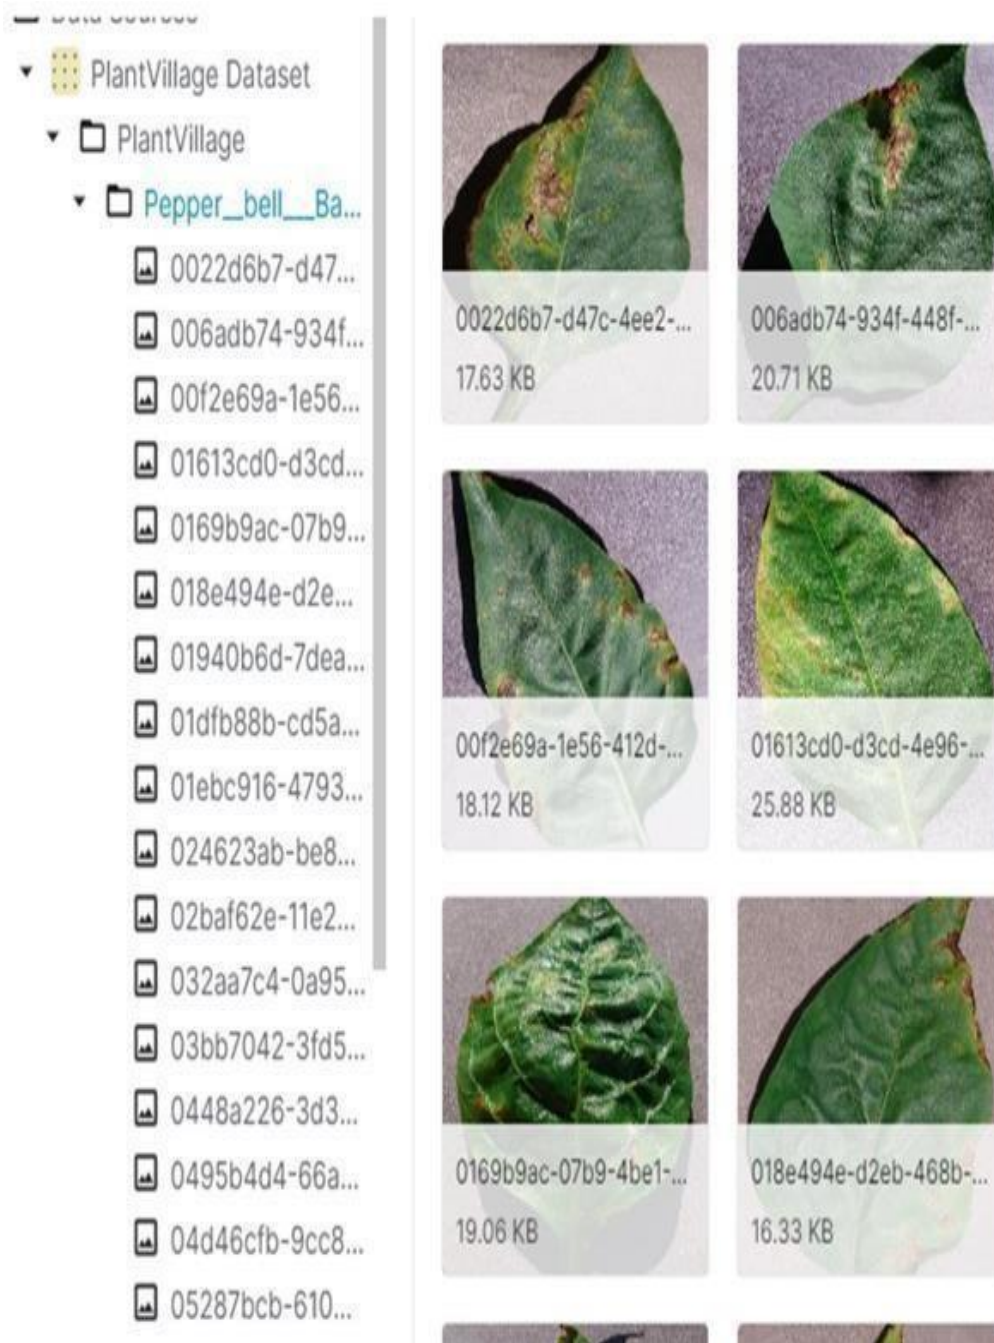 Data Sources
PlantVillage Dataset
PlantVillage
Pepper__bell___Ba...
0022d6b7-d47...
006adb74-934f...
00f2e69a-1e56...
01613cd0-d3cd...
0169b9ac-07b9...
018e494e-d2e...
01940b6d-7dea...
01dfb88b-cd5a...
01ebc916-4793...
024623ab-be8...
02baf62e-11e2...
032aa7c4-0a95...
03bb7042-3fd5...
0448a226-3d3...
0495b4d4-66a...
04d46cfb-9cc8...
05287bcb-610...
0022d6b7-d47c-4ee2-...
17.63 KB
006adb74-934f-448f-...
20.71 KB
00f2e69a-1e56-412d-...
18.12 KB
01613cd0-d3cd-4e96-...
25.88 KB
0169b9ac-07b9-4be1-...
19.06 KB
018e494e-d2eb-468b-...
16.33 KB